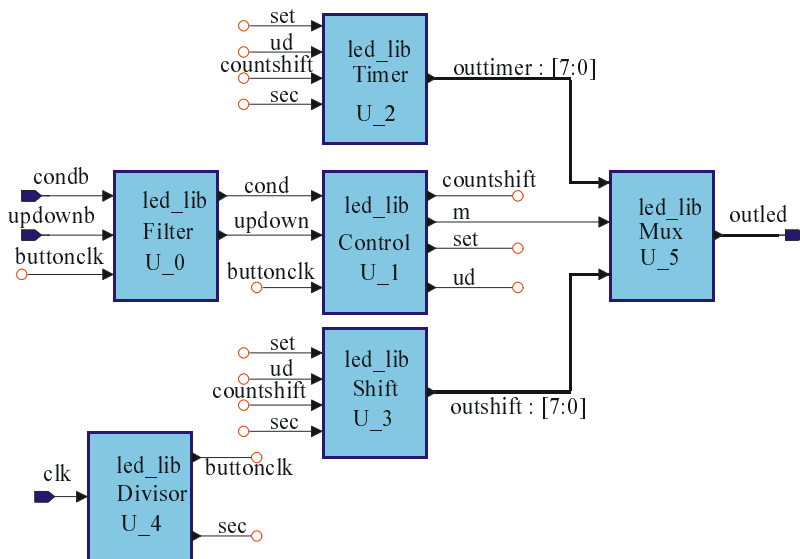 set
ud
countshift
sec
led_lib
Timer
U_2
outtimer : [7:0]
condb
updownb
buttonclk
led_lib
Filter
U_0
cond
updown
buttonclk
led_lib
Control
U_1
countshift
m
set
ud
led_lib
Mux
U_5
outled
set
ud
countshift
sec
led_lib
Shift
U_3
outshift : [7:0]
clk
led_lib
Divisor
U_4
buttonclk
sec